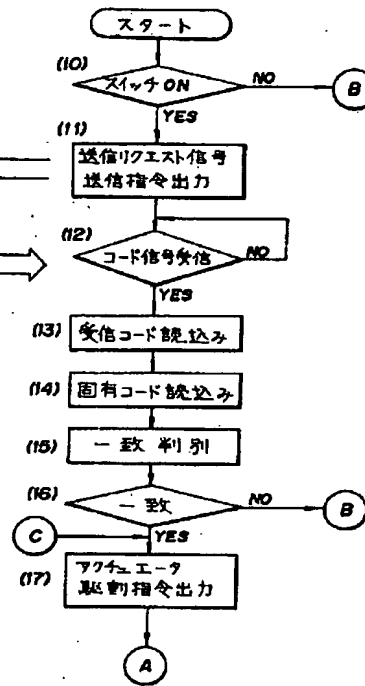 スタート
(10)
スイッチON
NO
B
YES
(11)
送信リクエスト信号
送信指令出力
(12)
コード信号受信
NO
YES
(13)
受信コード読込み
(14)
固有コード読込み
(15)
一致判別
(16)
一致
NO
B
C
YES
(17)
アクチュエータ
駆動指令出力
A